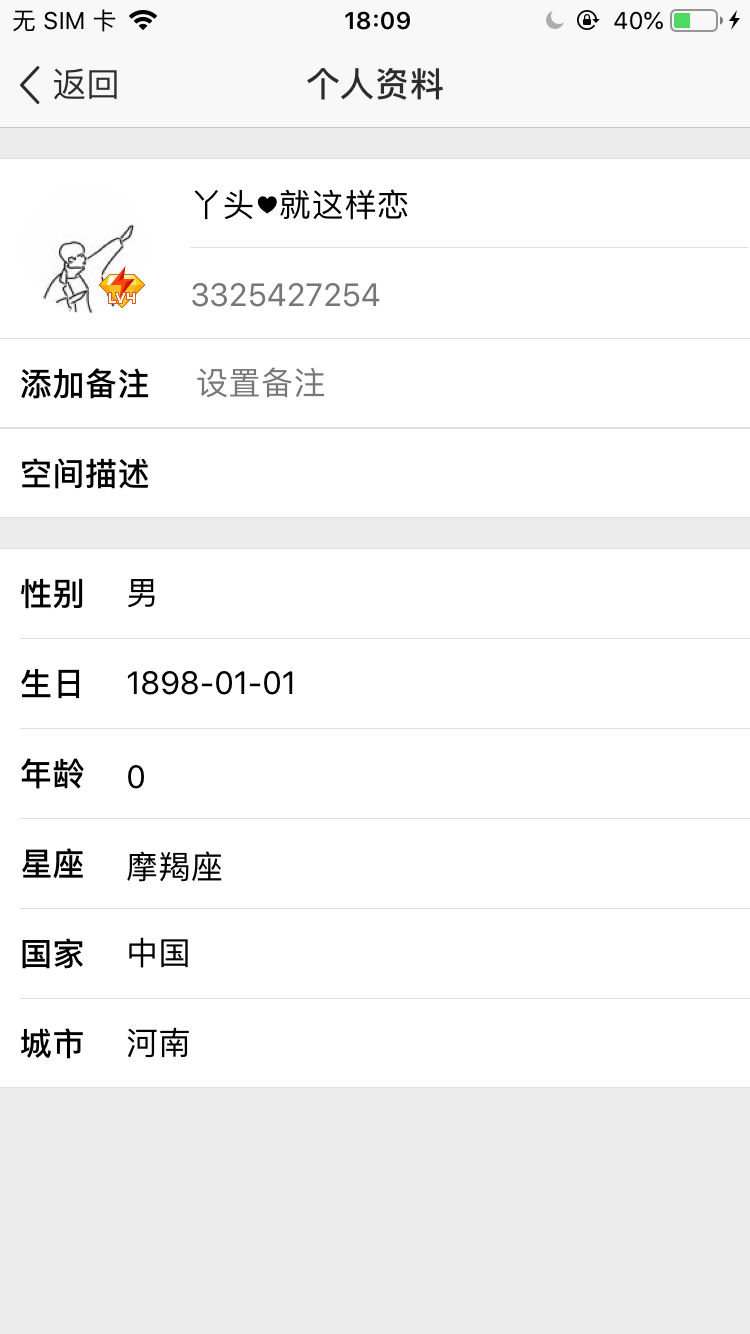 无 SIM 卡 18:09 40%
返回 个人资料
丫头♥就这样恋
LV4
3325427254
添加备注 设置备注
空间描述
性别 男
生日 1898-01-01
年龄 0
星座 摩羯座
国家 中国
城市 河南